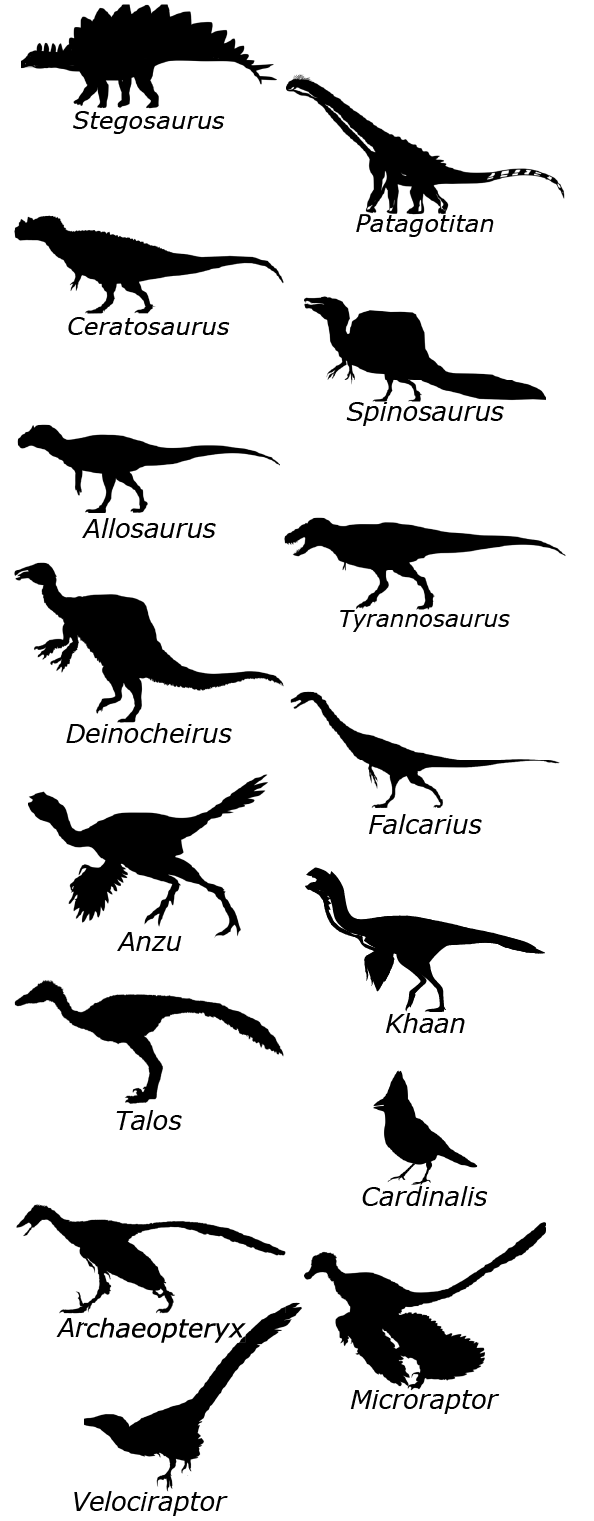 Stegosaurus
Patagotitan
Ceratosaurus
Spinosaurus
Allosaurus
Tyrannosaurus
Deinocheirus
Falcarius
Anzu
Khaan
Talos
Cardinalis
Archaeopteryx
Microraptor
Velociraptor